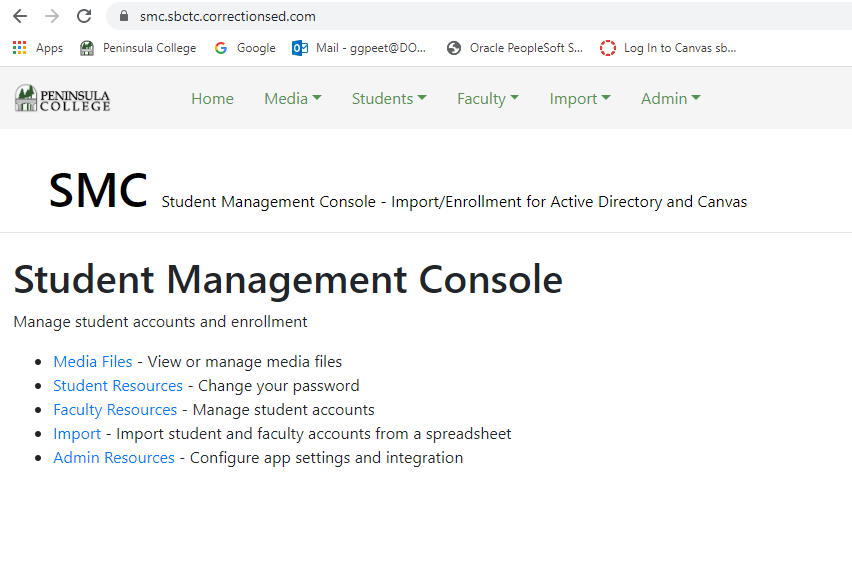 smc.sbctc.correctionsed.com
Apps Peninsula College Google Mail - ggpeet@DO... Oracle PeopleSoft S... Log In to Canvas sb...
PENINSULA
COLLEGE
Home Media Students Faculty Import Admin
SMC Student Management Console - Import/Enrollment for Active Directory and Canvas
Student Management Console
Manage student accounts and enrollment
Media Files - View or manage media files
Student Resources - Change your password
Faculty Resources - Manage student accounts
Import - Import student and faculty accounts from a spreadsheet
Admin Resources - Configure app settings and integration